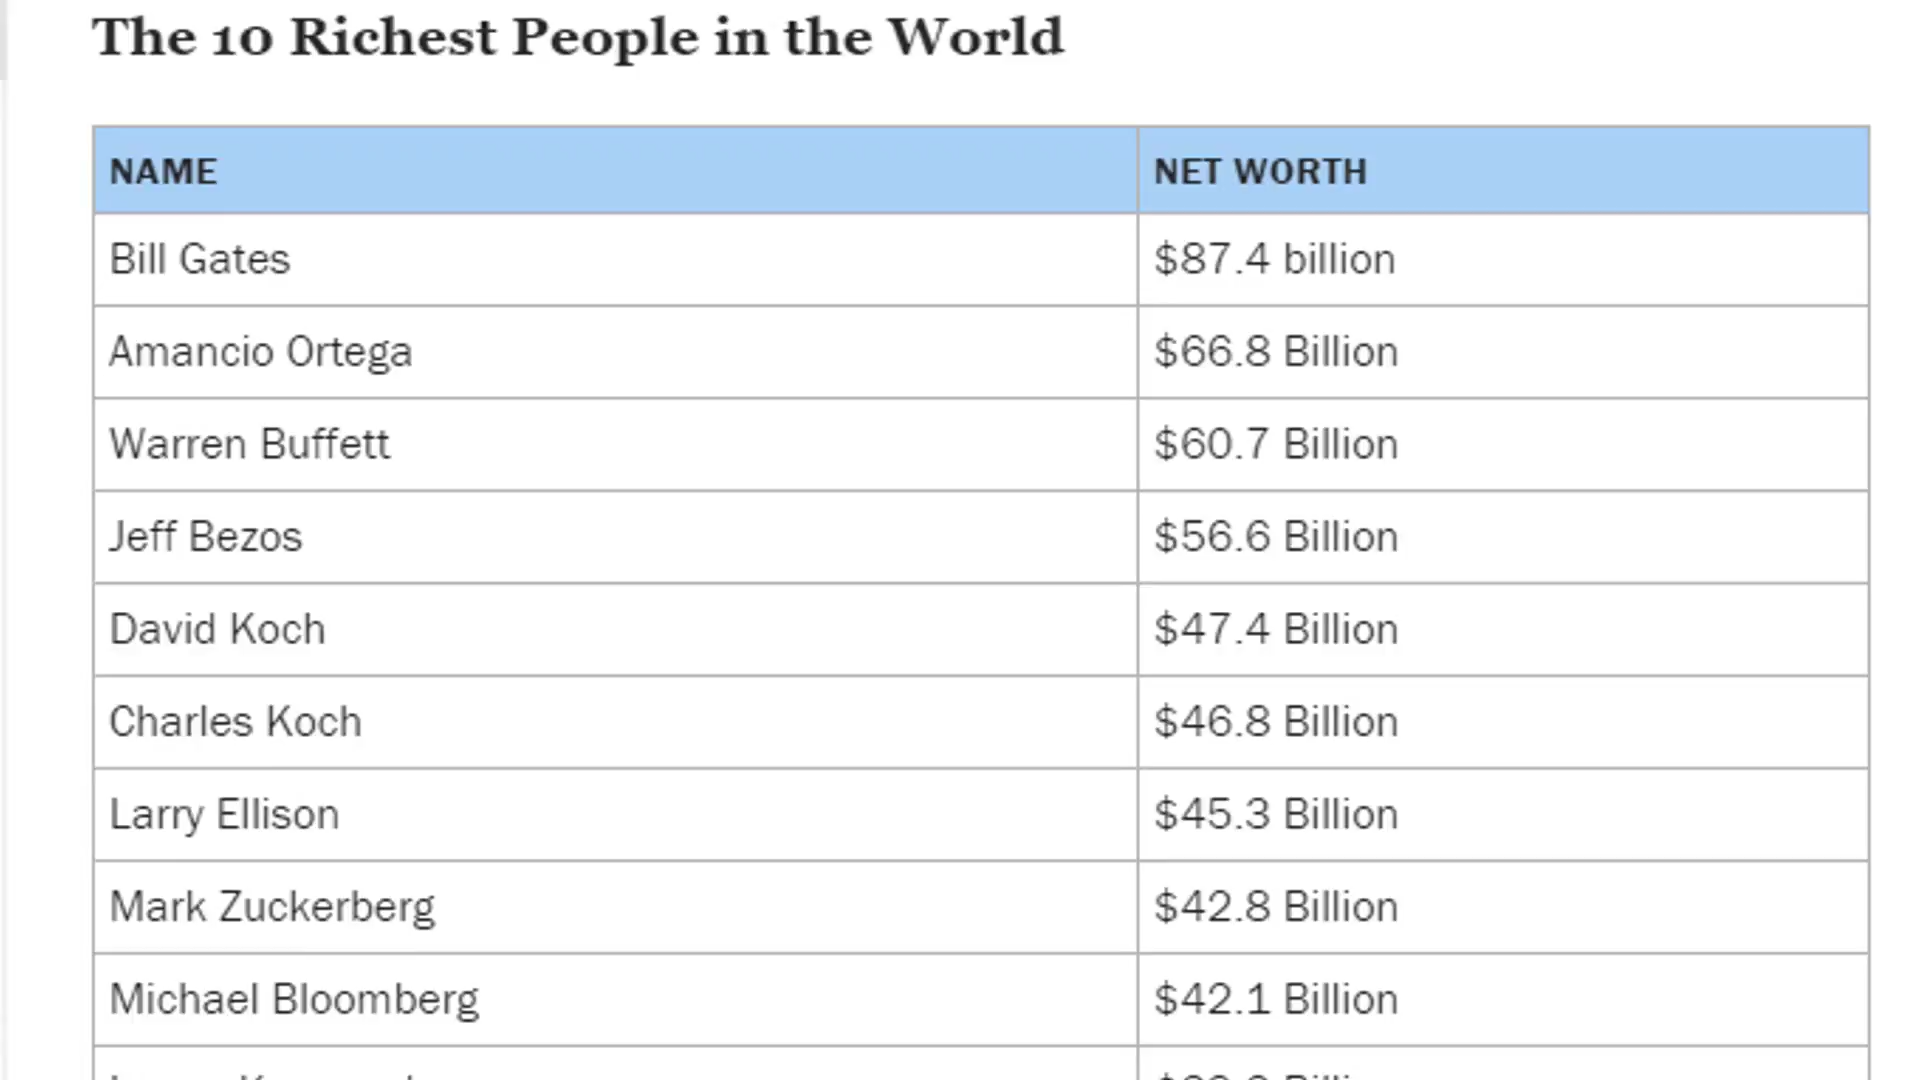 The 10 Richest People in the World
NAME NET WORTH
Bill Gates $87.4 billion
Amancio Ortega $66.8 Billion
Warren Buffett $60.7 Billion
Jeff Bezos $56.6 Billion
David Koch $47.4 Billion
Charles Koch $46.8 Billion
Larry Ellison $45.3 Billion
Mark Zuckerberg $42.8 Billion
Michael Bloomberg $42.1 Billion